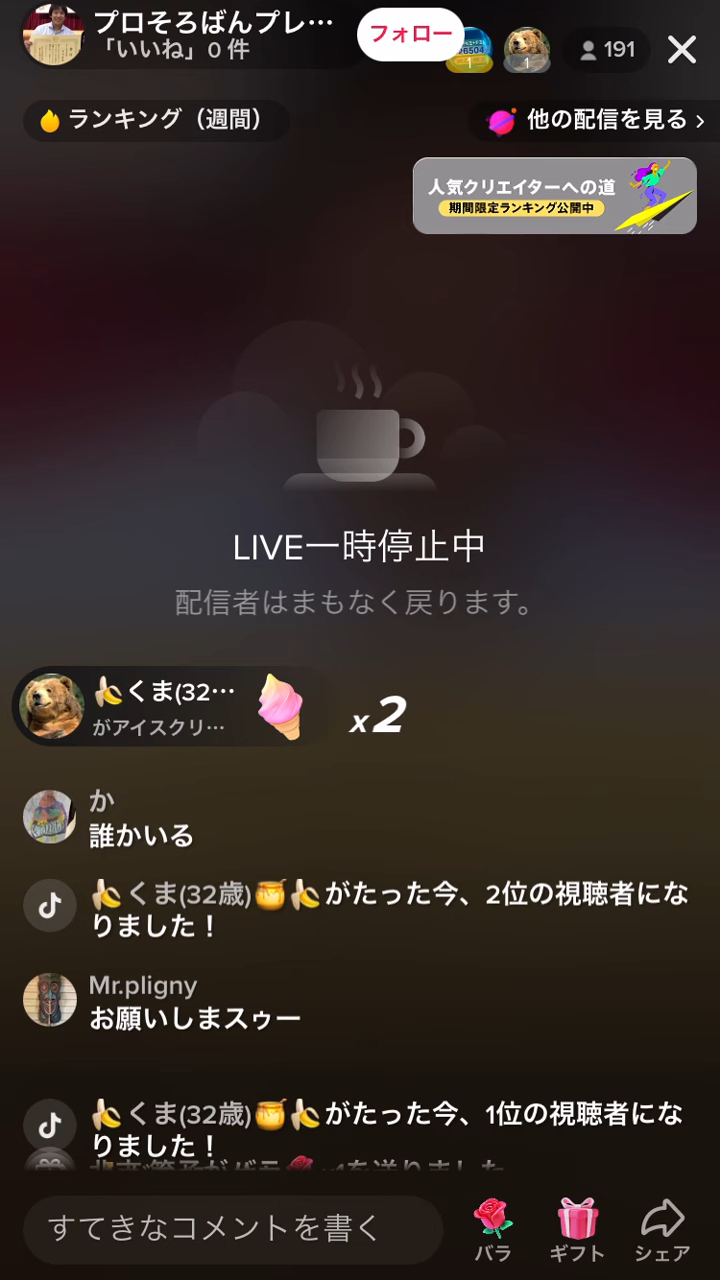 プロそろばんプレ…
「いいね」0 件
フォロー
6504
1
1
191
ランキング（週間）
他の配信を見る ›
人気クリエイターへの道
期間限定ランキング公開中
LIVE一時停止中
配信者はまもなく戻ります。
🍌くま(32…
がアイスクリ…
x2
か
誰かいる
🍌くま(32歳)🍯🍌がたった今、2位の視聴者にな
りました！
Mr.pligny
お願いしまスゥー
🍌くま(32歳)🍯🍌がたった今、1位の視聴者にな
りました！
すてきなコメントを書く
バラ
ギフト
シェア